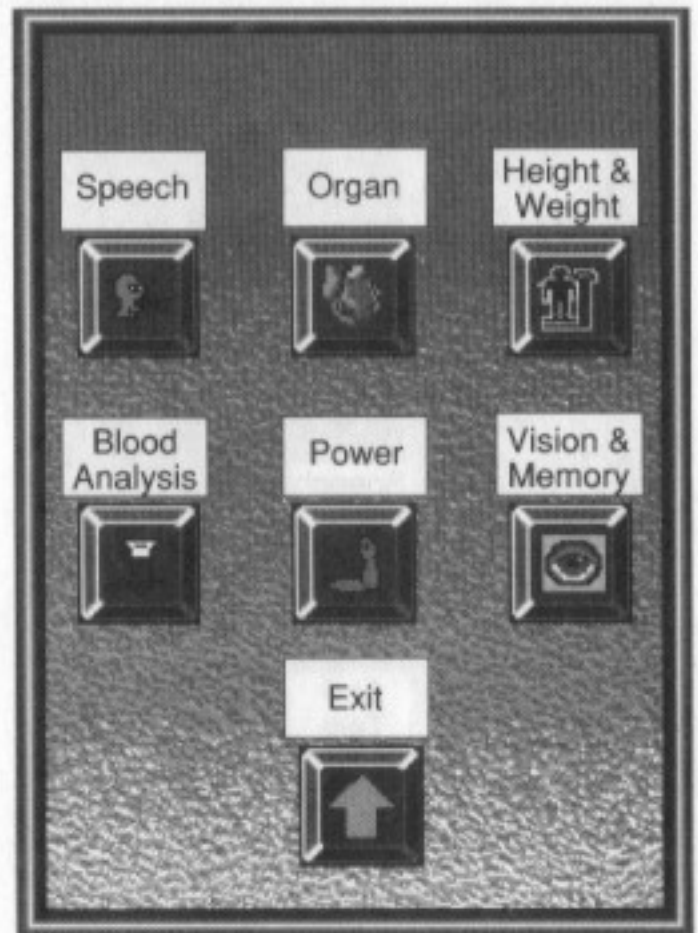 Speech
Organ
Height &
Weight
Blood
Analysis
Power
Vision &
Memory
Exit